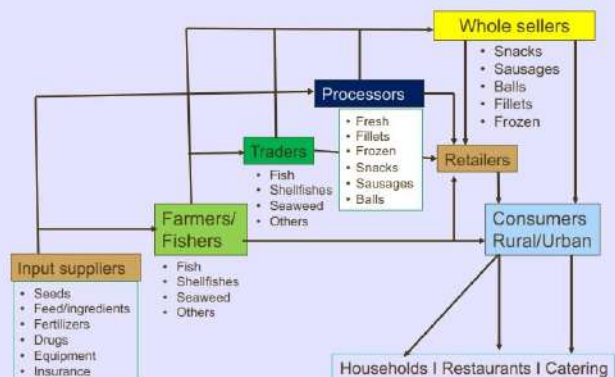 Whole sellers
• Snacks
• Sausages
• Balls
• Fillets
• Frozen
Processors
• Fresh
• Fillets
• Frozen
• Snacks
• Sausages
• Balls
Traders
• Fish
• Shellfishes
• Seaweed
• Others
Retailers
Farmers/
Fishers
• Fish
• Shellfishes
• Seaweed
• Others
Consumers
Rural/Urban
Input suppliers
• Seeds
• Feed/ingredients
• Fertilizers
• Drugs
• Equipment
• Insurance
Households I Restaurants I Catering